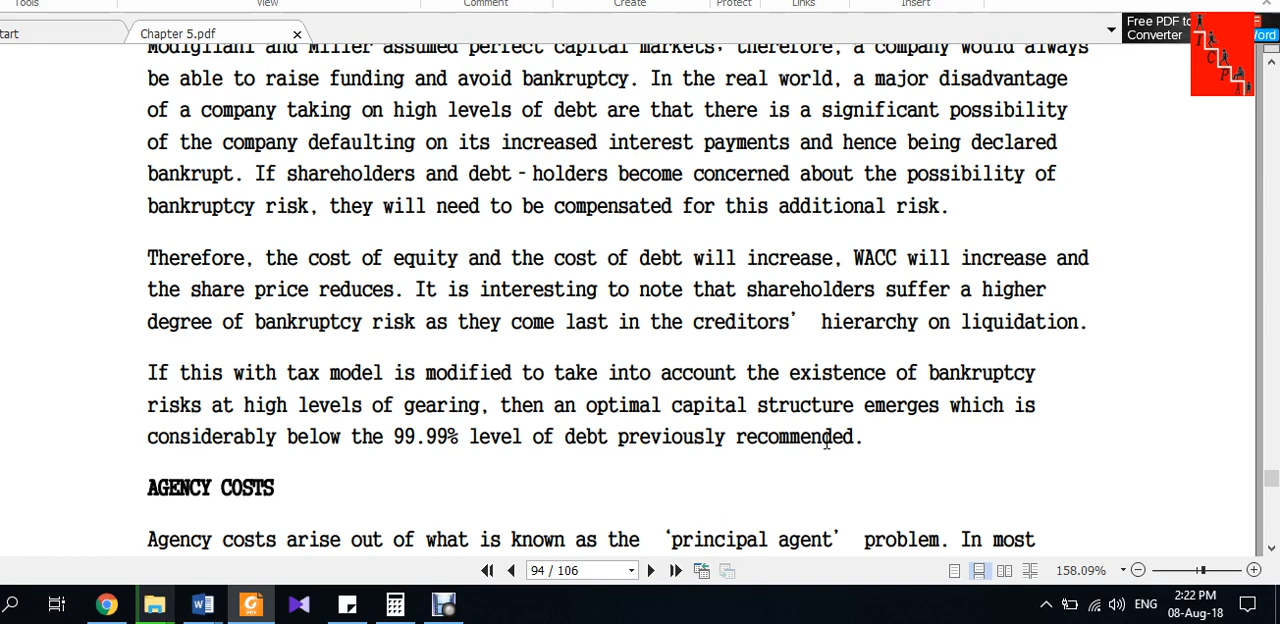 Tools View Comment Create Protect Links Insert
tart Chapter 5.pdf × Free PDF to
Converter Word
I
C
P
A
Modigliani and Miller assumed perfect capital markets; therefore, a company would always
be able to raise funding and avoid bankruptcy. In the real world, a major disadvantage
of a company taking on high levels of debt are that there is a significant possibility
of the company defaulting on its increased interest payments and hence being declared
bankrupt. If shareholders and debt - holders become concerned about the possibility of
bankruptcy risk, they will need to be compensated for this additional risk.
Therefore, the cost of equity and the cost of debt will increase, WACC will increase and
the share price reduces. It is interesting to note that shareholders suffer a higher
degree of bankruptcy risk as they come last in the creditors’ hierarchy on liquidation.
If this with tax model is modified to take into account the existence of bankruptcy
risks at high levels of gearing, then an optimal capital structure emerges which is
considerably below the 99.99% level of debt previously recommended.
AGENCY COSTS
Agency costs arise out of what is known as the ‘principal agent’ problem. In most
94 / 106 158.09%
ENG 2:22 PM
08-Aug-18